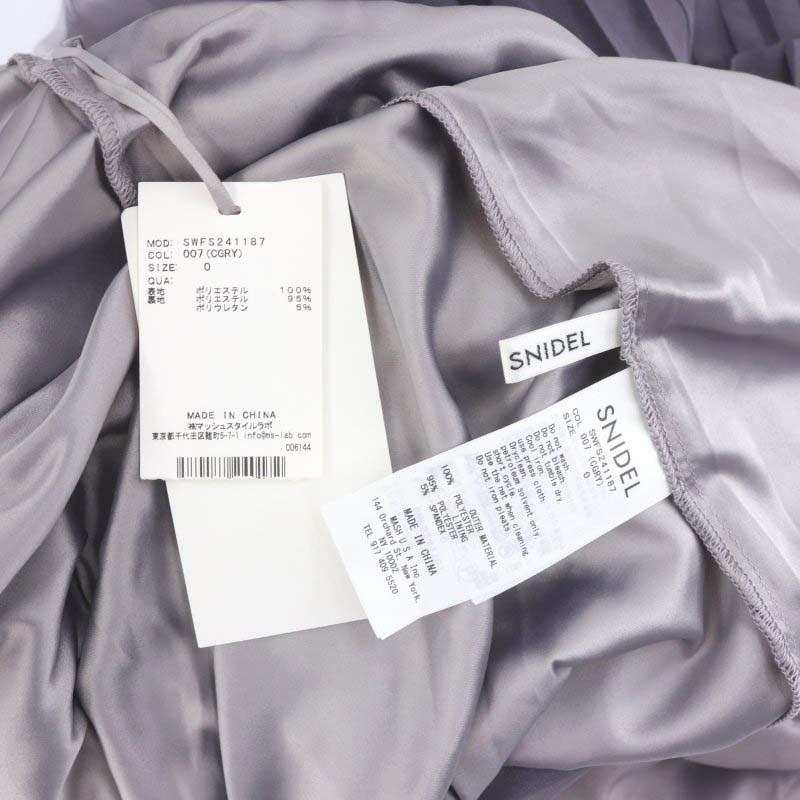 MOD: SWFS241187
COL: 007(CGRY)
SIZE: 0
QUA:
表地 ポリエステル 100%
裏地 ポリエステル 95%
ポリウレタン 5%
MADE IN CHINA
㈱マッシュスタイルラボ
東京都千代田区麹町5-7-1 info@ms-lab.com
006144
SNIDEL
SNIDEL
SWFS241187
COL 007 (CGRY)
SIZE: 0
Do not wash.
Do not bleach.
Do not tumble dry.
Cool iron.
use press cloth.
Dryclean,
petroleum solvent only,
short cycle.
Use the net when cleaning.
Do not iron pleats.
OUTER MATERIAL
100% POLYESTER
LINING
95% POLYESTER
5% SPANDEX
MADE IN CHINA
MASH U S A Inc
144 Orchard St. New York.
NY 10002
TEL 917 409 5520